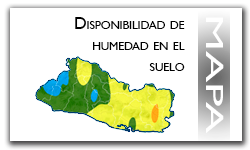 Disponibilidad de
humedad en el
suelo
MAPA